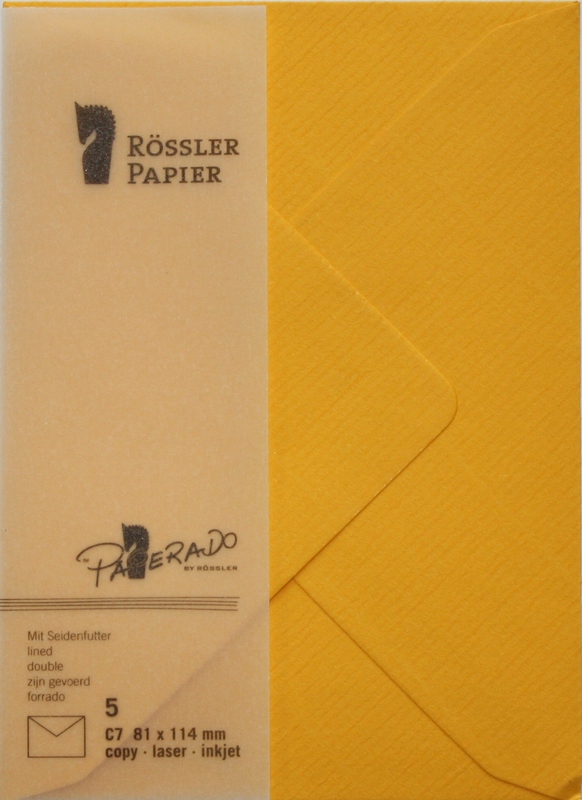 RÖSSLER
PAPIER
PAPERADO
BY RÖSSLER
Mit Seidenfutter
lined
double
zijn gevoerd
forrado
5
C7 81 x 114 mm
copy · laser · inkjet